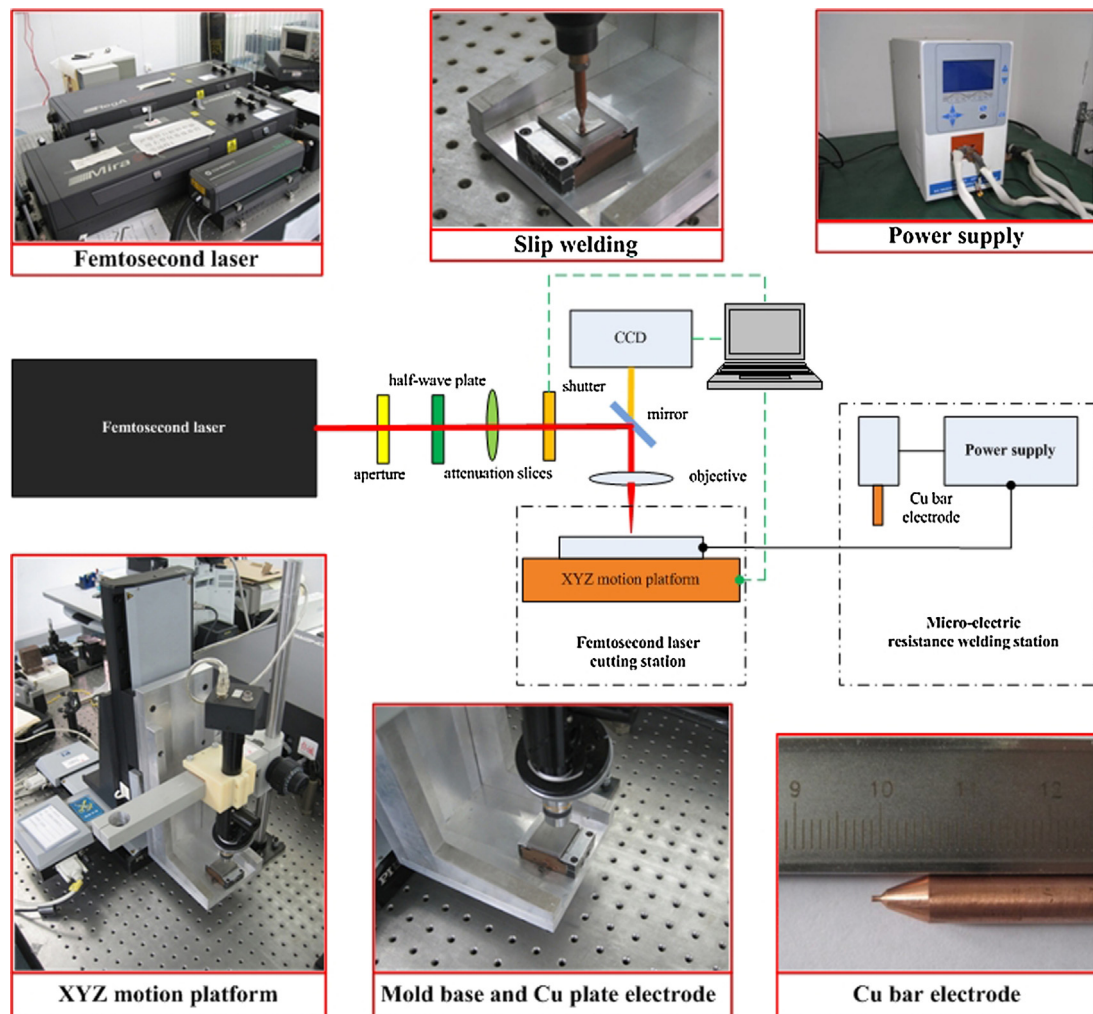 Mira
Femtosecond laser
Slip welding
Power supply
CCD
half-wave plate
shutter
mirror
Femtosecond laser
aperture
attenuation slices
objective
Power supply
Cu bar
electrode
XYZ motion platform
Femtosecond laser
cutting station
Micro-electric
resistance welding station
9 10 11 12
XYZ motion platform
Mold base and Cu plate electrode
Cu bar electrode